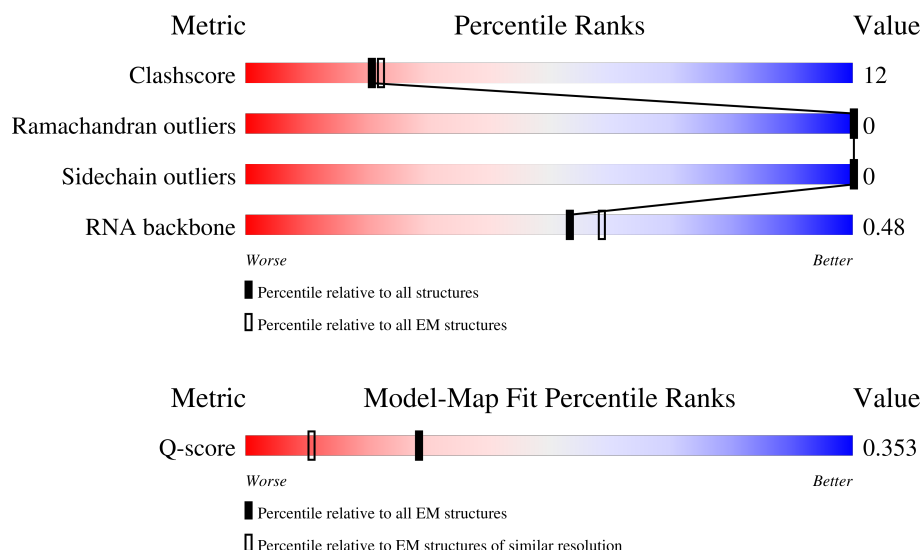 Metric Percentile Ranks Value
Clashscore 12
Ramachandran outliers 0
Sidechain outliers 0
RNA backbone 0.48
Worse Better
Percentile relative to all structures
Percentile relative to all EM structures
Metric Model-Map Fit Percentile Ranks Value
Q-score 0.353
Worse Better
Percentile relative to all EM structures
Percentile relative to EM structures of similar resolution